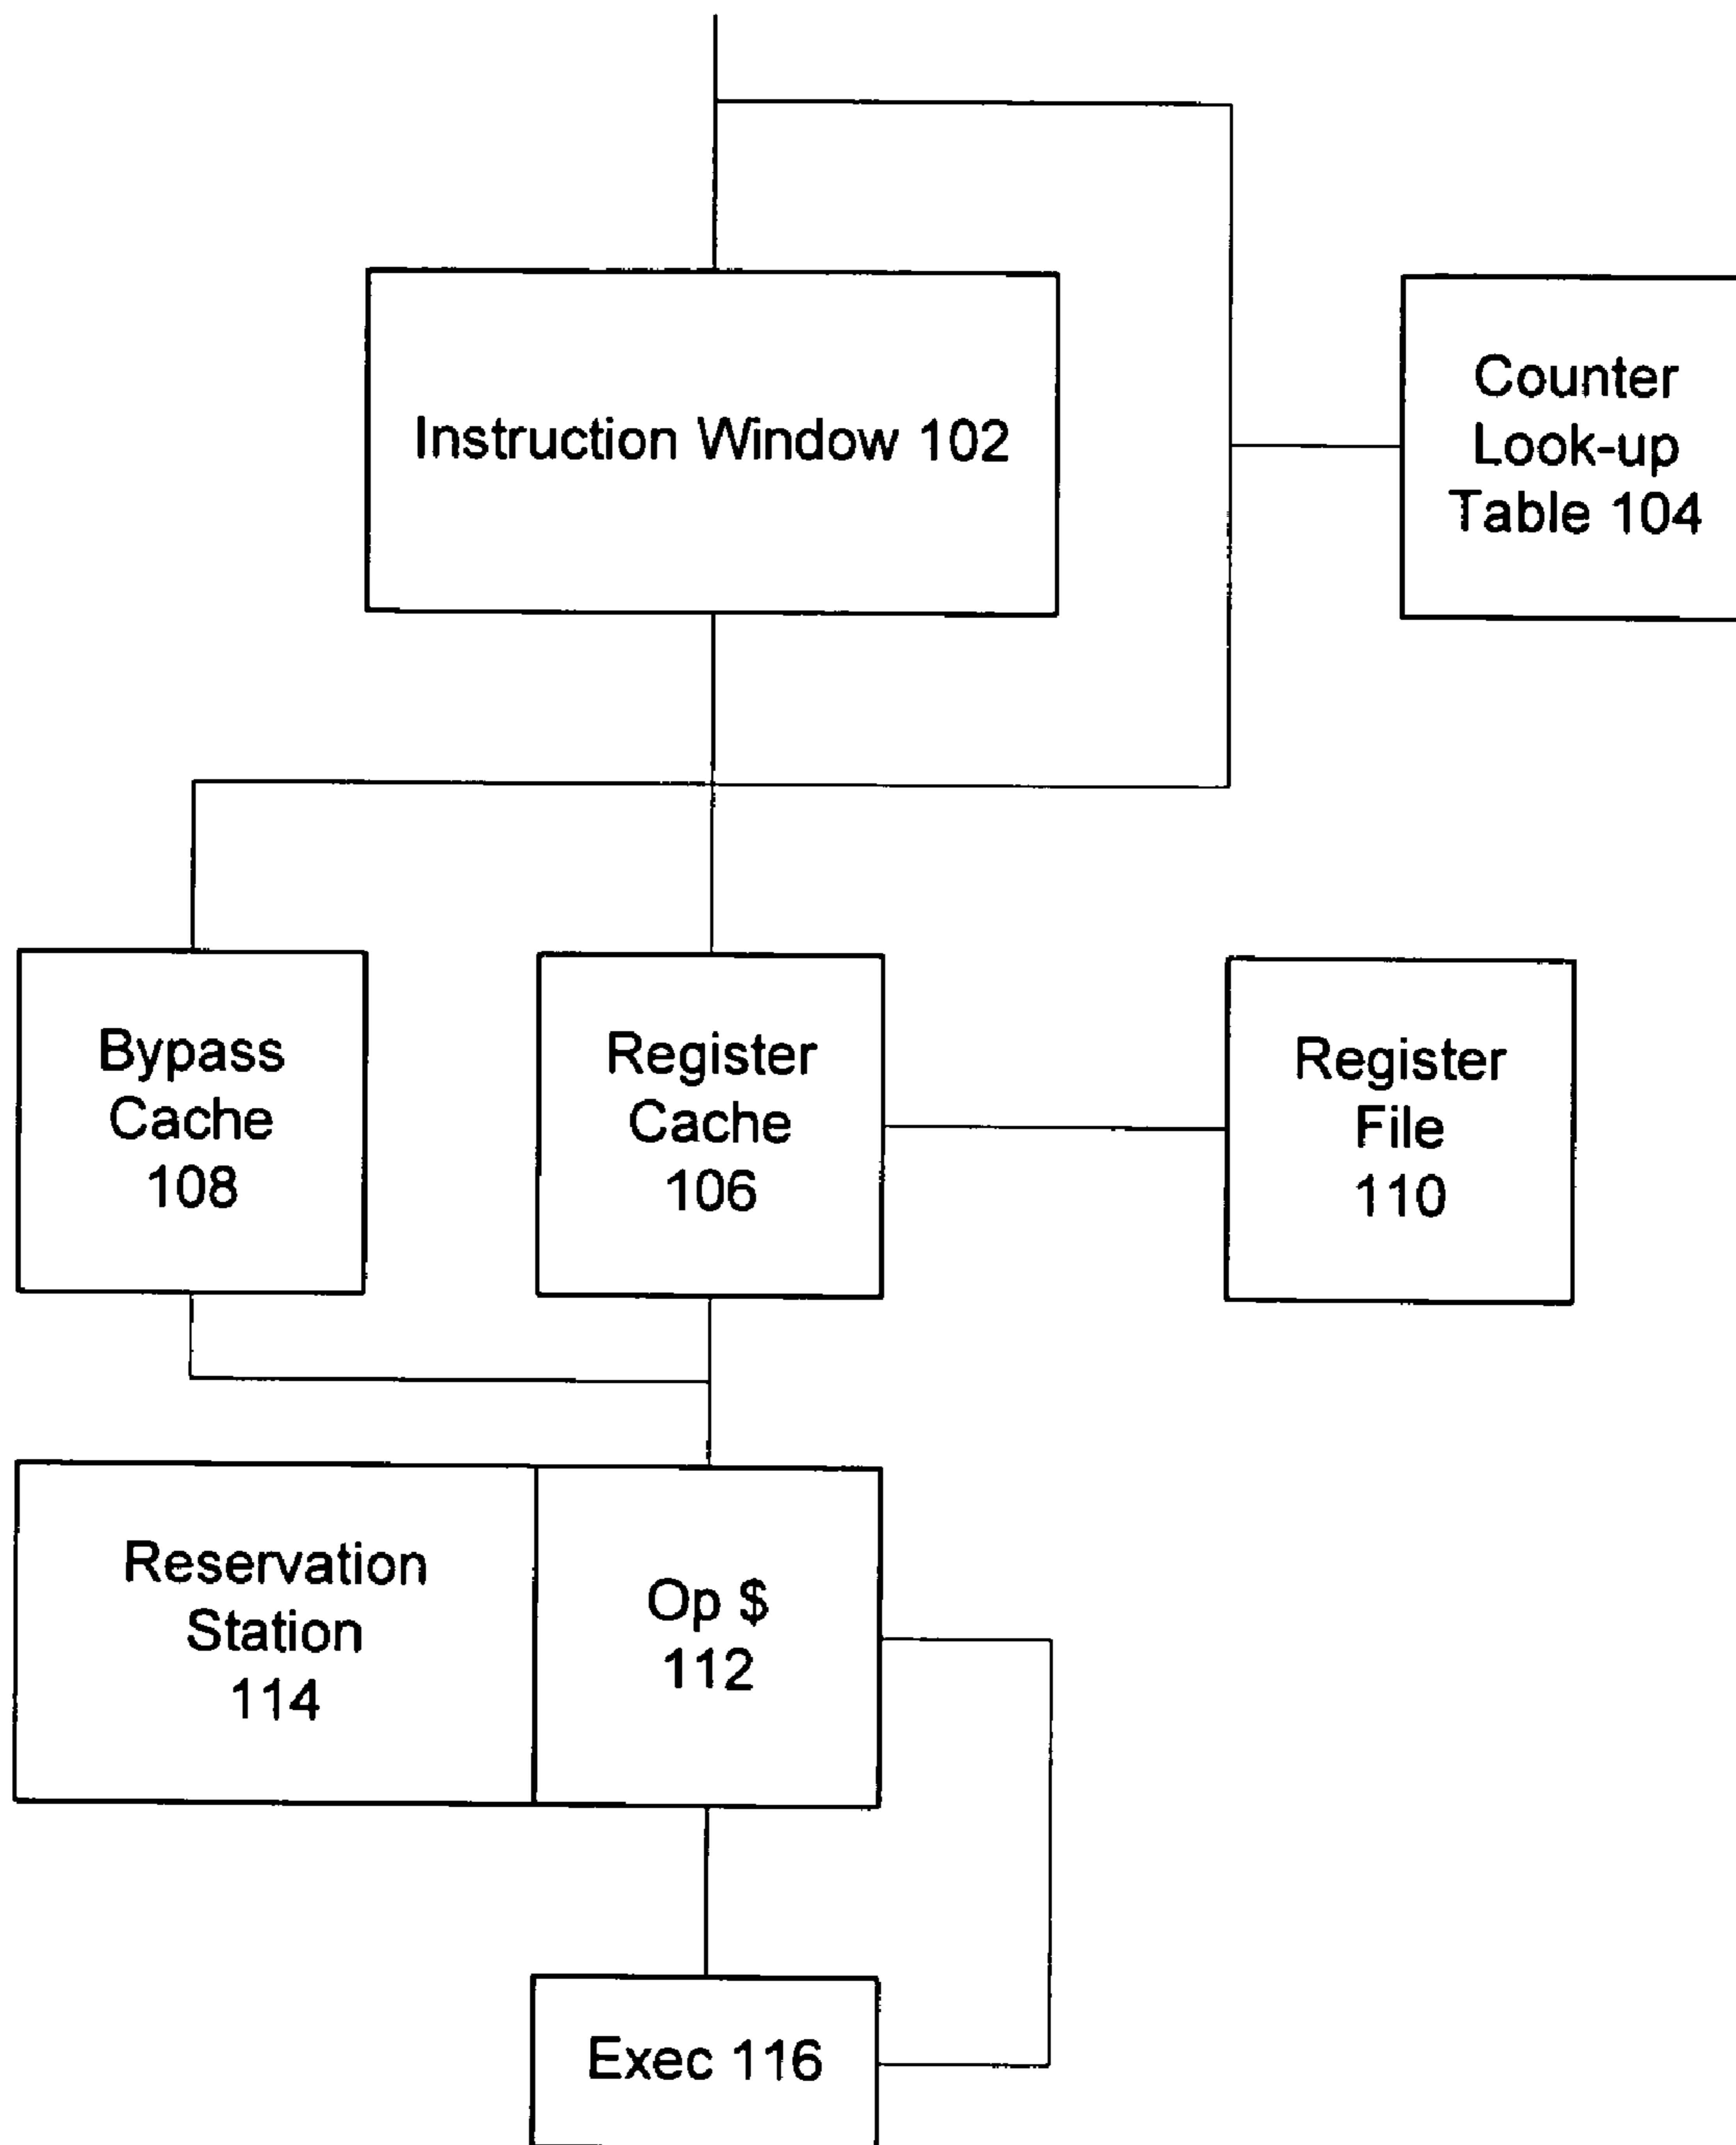 Instruction Window 102
Counter
Look-up
Table 104
Bypass
Cache
108
Register
Cache
106
Register
File
110
Reservation
Station
114
Op $
112
Exec 116